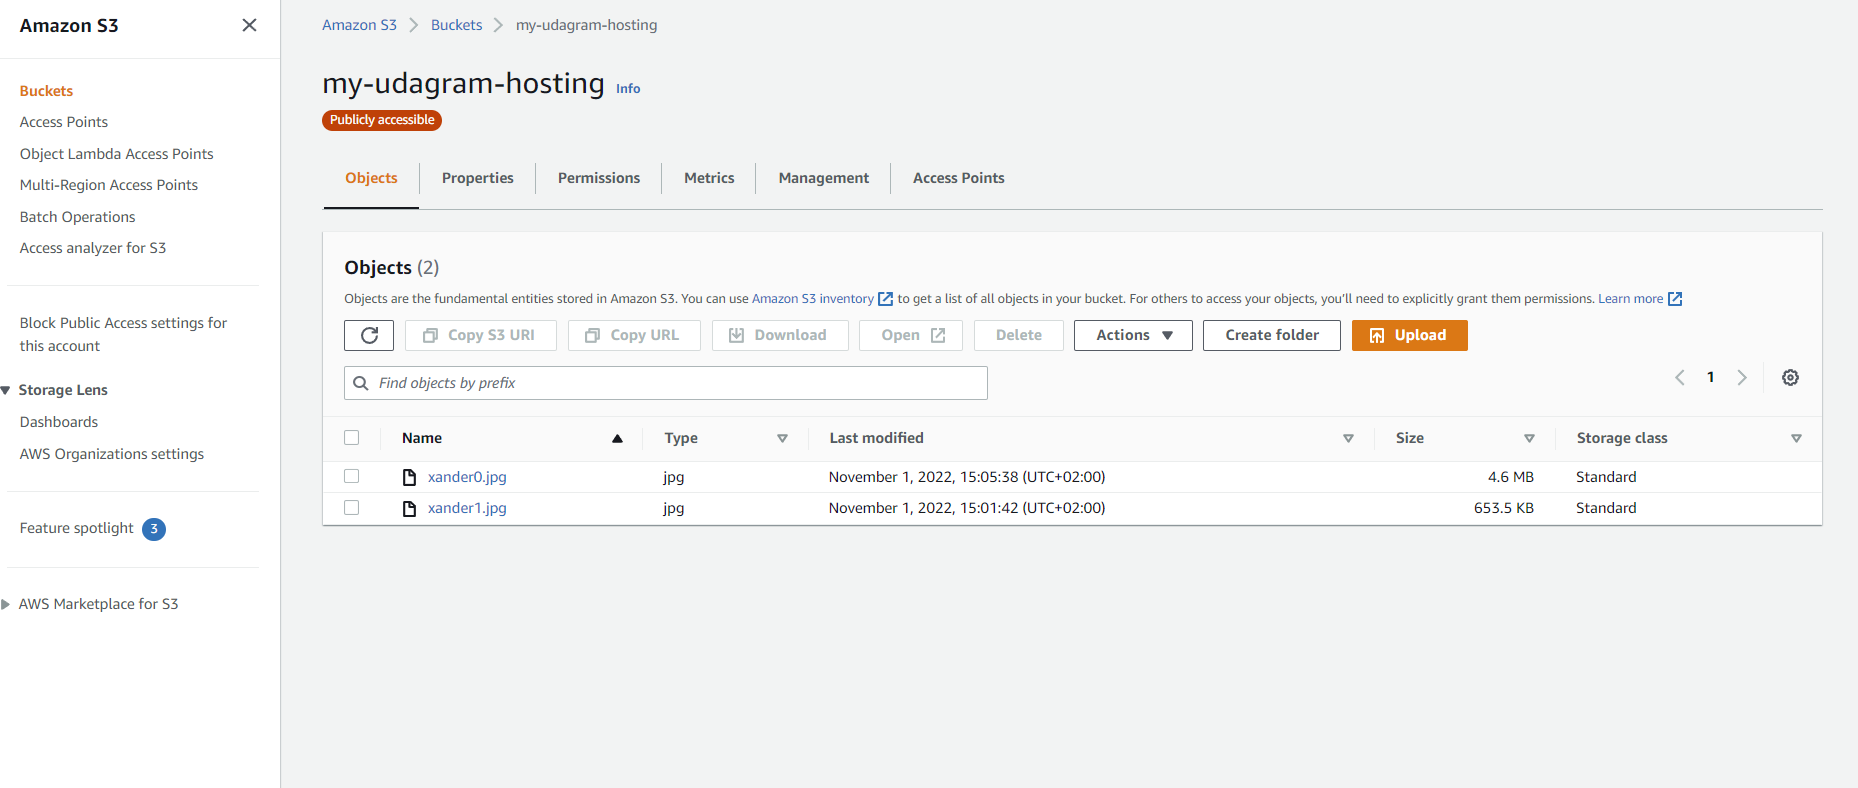 Amazon S3
Buckets
Access Points
Object Lambda Access Points
Multi-Region Access Points
Batch Operations
Access analyzer for S3
Block Public Access settings for
this account
Storage Lens
Dashboards
AWS Organizations settings
Feature spotlight 3
AWS Marketplace for S3
Amazon S3 Buckets my-udagram-hosting
my-udagram-hosting Info
Publicly accessible
Objects Properties Permissions Metrics Management Access Points
Objects (2)
Objects are the fundamental entities stored in Amazon S3. You can use Amazon S3 inventory to get a list of all objects in your bucket. For others to access your objects, you'll need to explicitly grant them permissions. Learn more
Copy S3 URI Copy URL Download Open Delete Actions Create folder Upload
Find objects by prefix 1
Name Type Last modified Size Storage class
xander0.jpg jpg November 1, 2022, 15:05:38 (UTC+02:00) 4.6 MB Standard
xander1.jpg jpg November 1, 2022, 15:01:42 (UTC+02:00) 653.5 KB Standard